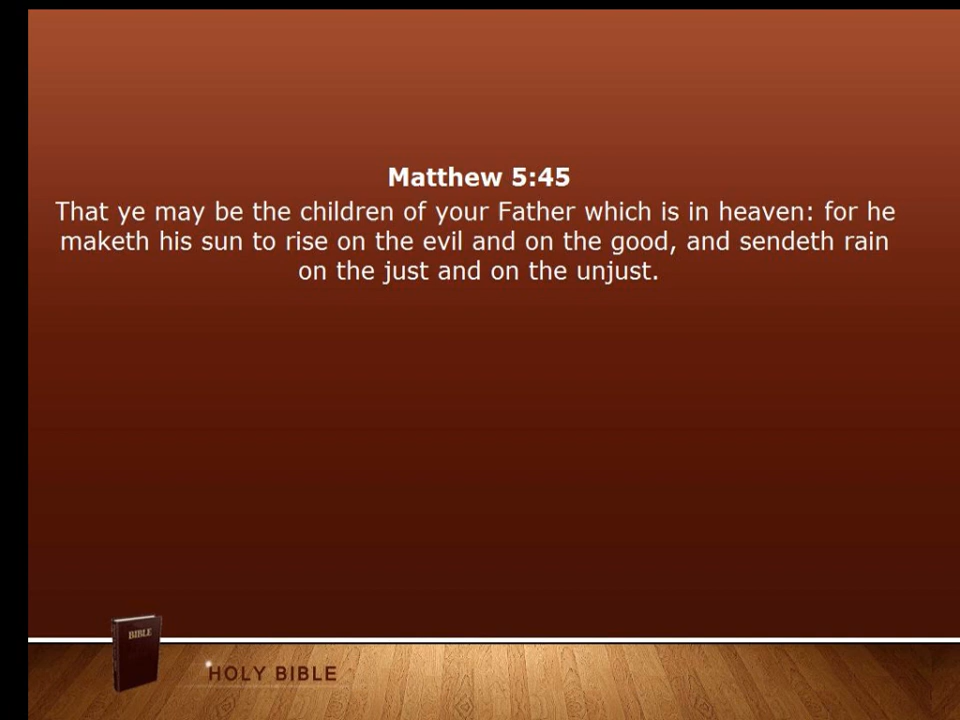 Matthew 5:45
That ye may be the children of your Father which is in heaven: for he
maketh his sun to rise on the evil and on the good, and sendeth rain
on the just and on the unjust.
BIBLE
HOLY BIBLE